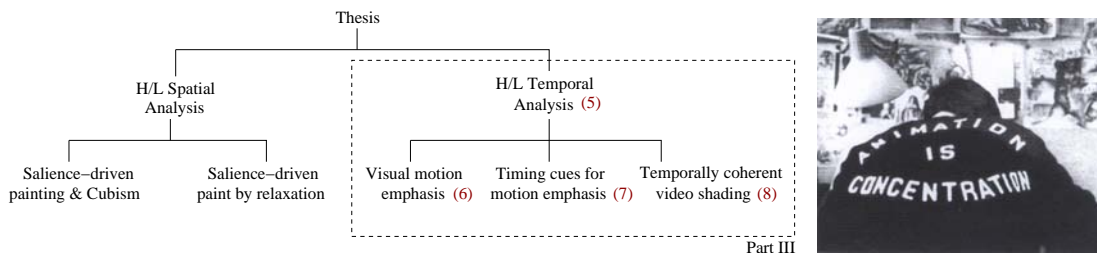 Thesis
H/L Spatial
Analysis
H/L Temporal
Analysis (5)
Salience−driven
painting & Cubism
Salience−driven
paint by relaxation
Visual motion
emphasis (6)
Timing cues for
motion emphasis (7)
Temporally coherent
video shading (8)
Part III
ANIMATION
IS
CONCENTRATION